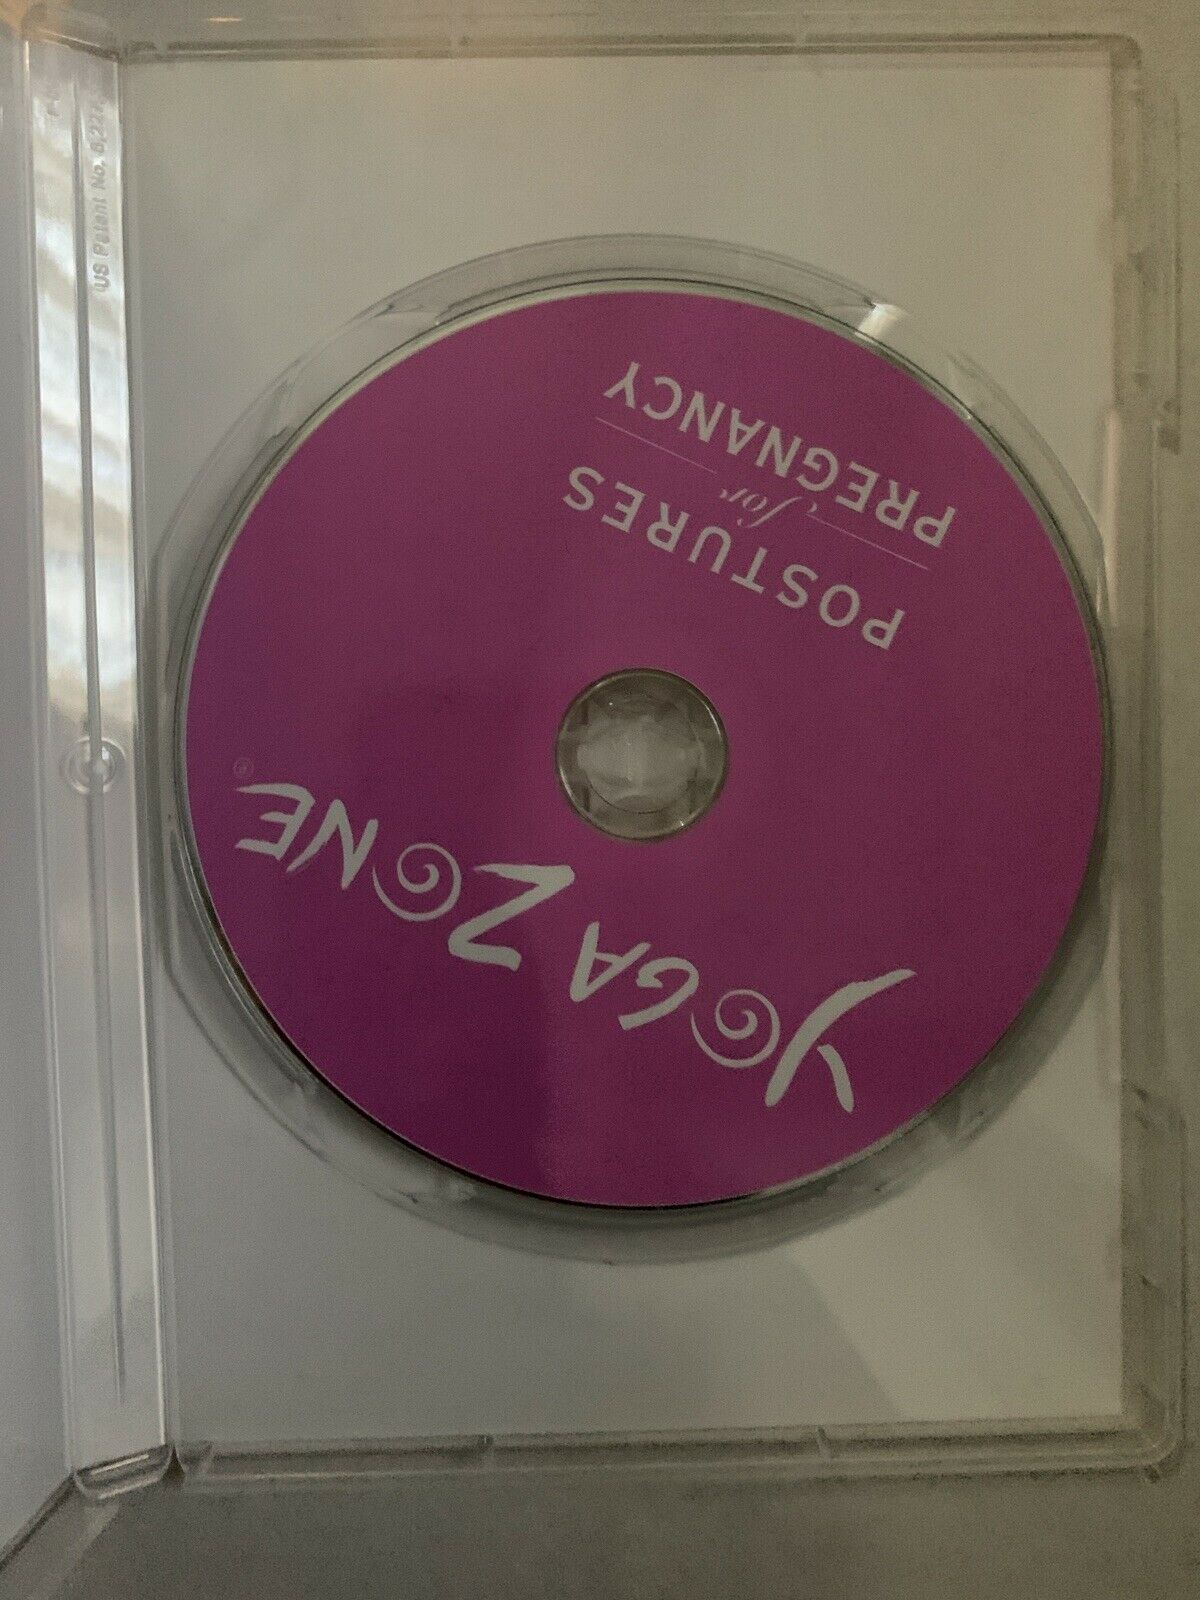 YOGA ZONE®
POSTURES
for
PREGNANCY
US Patent No.